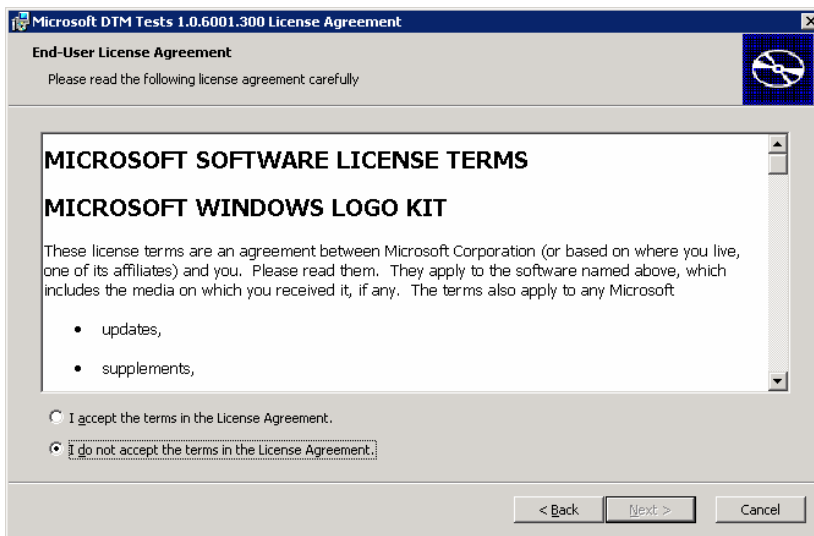 Microsoft DTM Tests 1.0.6001.300 License Agreement
End-User License Agreement
Please read the following license agreement carefully
MICROSOFT SOFTWARE LICENSE TERMS
MICROSOFT WINDOWS LOGO KIT
These license terms are an agreement between Microsoft Corporation (or based on where you live,
one of its affiliates) and you.  Please read them.  They apply to the software named above, which
includes the media on which you received it, if any.  The terms also apply to any Microsoft
• updates,
• supplements,
I accept the terms in the License Agreement.
I do not accept the terms in the License Agreement.
< Back Next > Cancel